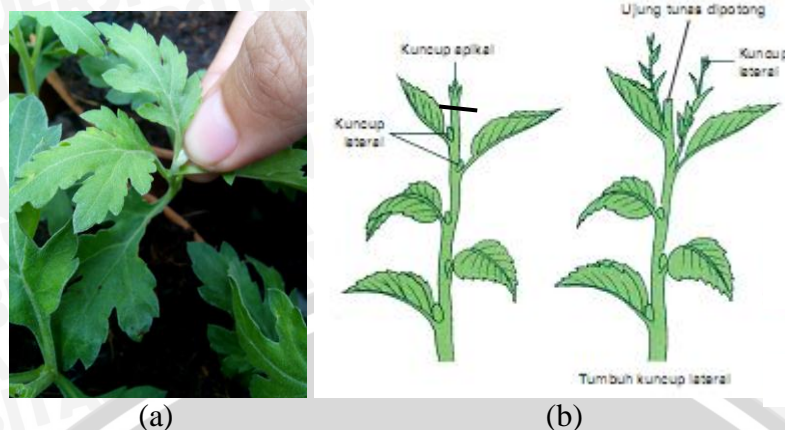 Ujung tunas dipotong
Kuncup apikal
Kuncup
lateral
Kuncup
lateral
Tumbuh kuncup lateral
(a)
(b)